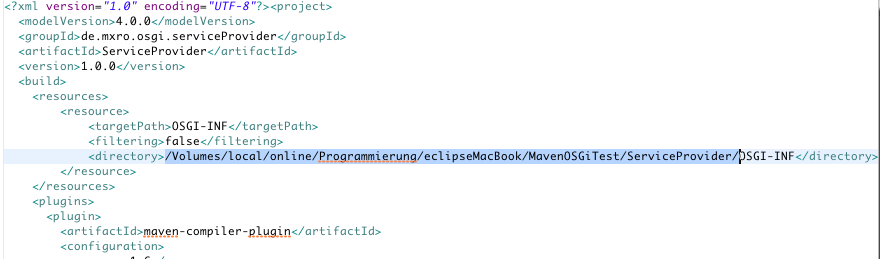 <?xml version="1.0" encoding="UTF-8"?><project>
<modelVersion>4.0.0</modelVersion>
<groupId>de.mxro.osgi.serviceProvider</groupId>
<artifactId>ServiceProvider</artifactId>
<version>1.0.0</version>
<build>
<resources>
<resource>
<targetPath>OSGI-INF</targetPath>
<filtering>false</filtering>
<directory>/Volumes/local/online/Programmierung/eclipseMacBook/MavenOSGiTest/ServiceProvider/OSGI-INF</directory>
</resource>
</resources>
<plugins>
<plugin>
<artifactId>maven-compiler-plugin</artifactId>
<configuration>